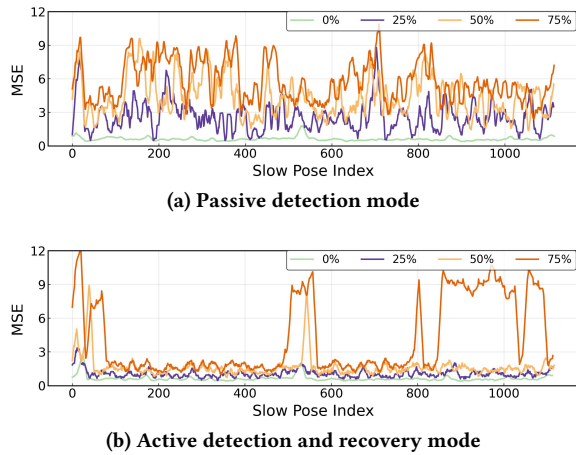 12
9
6
3
0
MSE
0% 25% 50% 75%
0 200 400 600 800 1000
Slow Pose Index
(a) Passive detection mode
12
9
6
3
0
MSE
0% 25% 50% 75%
0 200 400 600 800 1000
Slow Pose Index
(b) Active detection and recovery mode